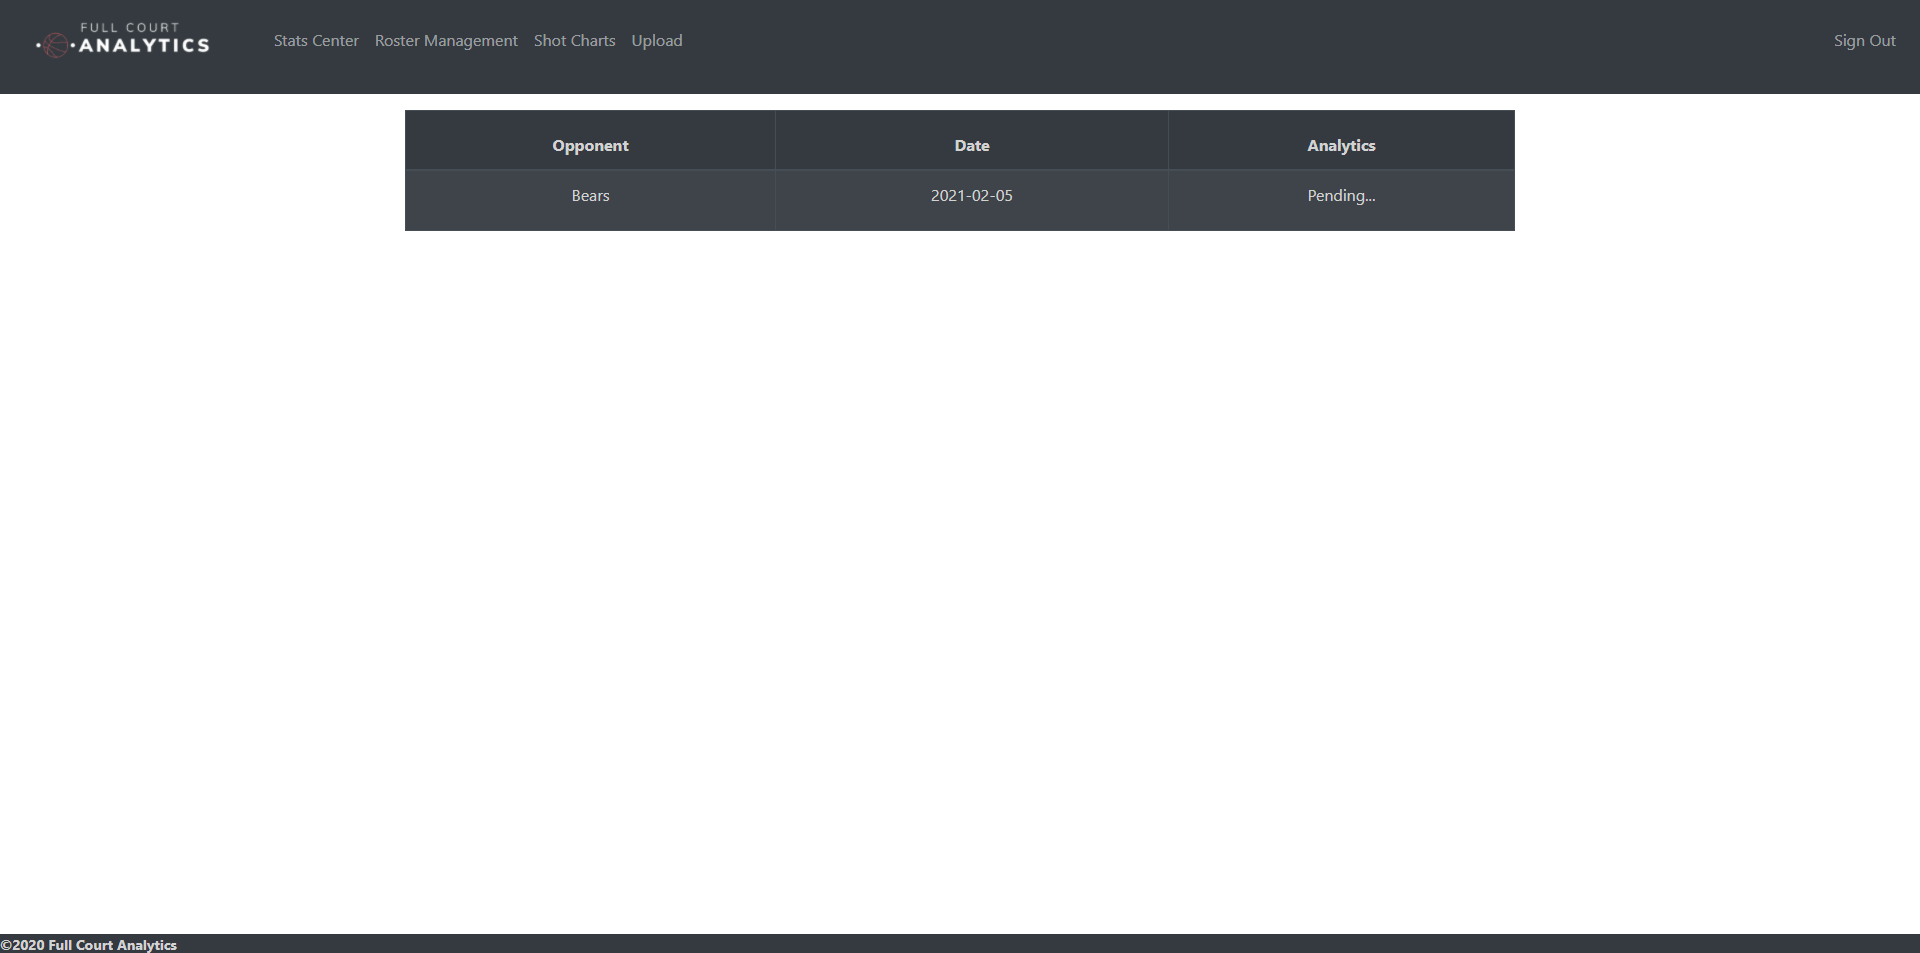 FULL COURT
ANALYTICS
Stats Center Roster Management Shot Charts Upload Sign Out
Opponent Date Analytics
Bears 2021-02-05 Pending...
©2020 Full Court Analytics